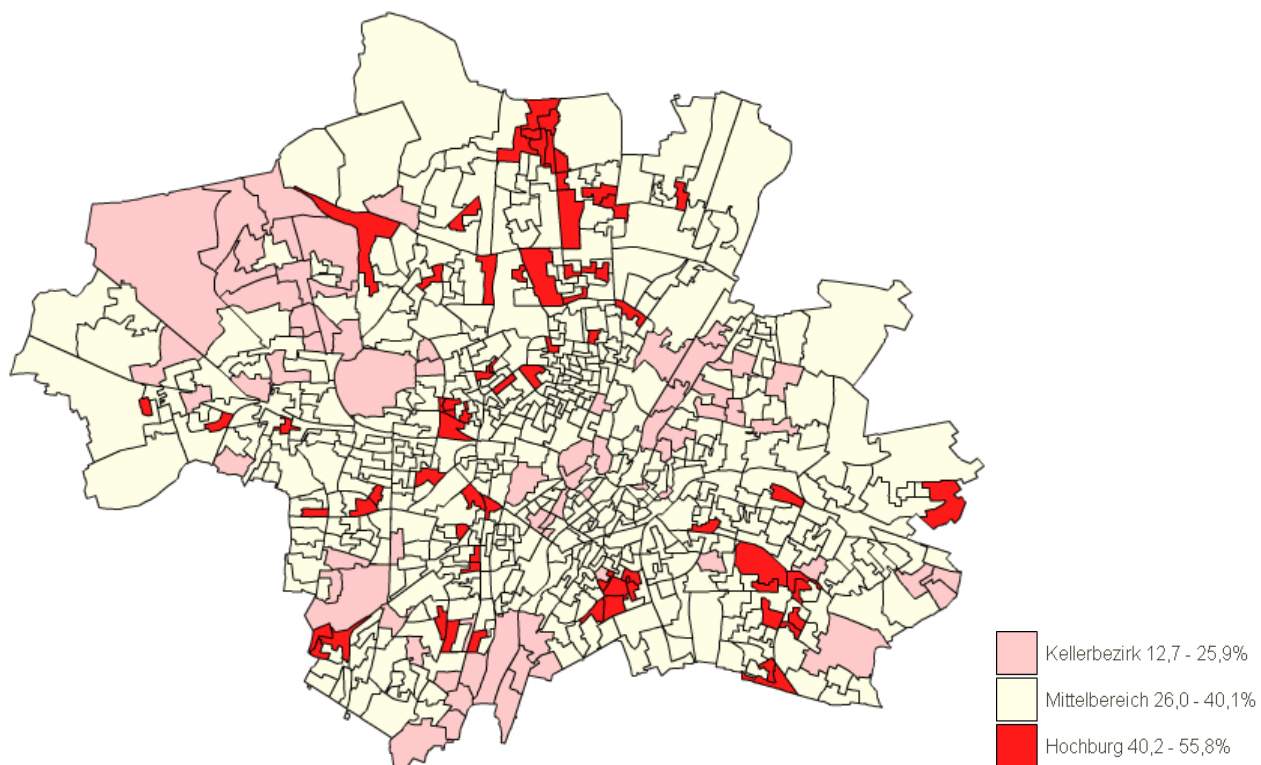 Kellerbezirk 12,7 - 25,9%
Mittelbereich 26,0 - 40,1%
Hochburg 40,2 - 55,8%